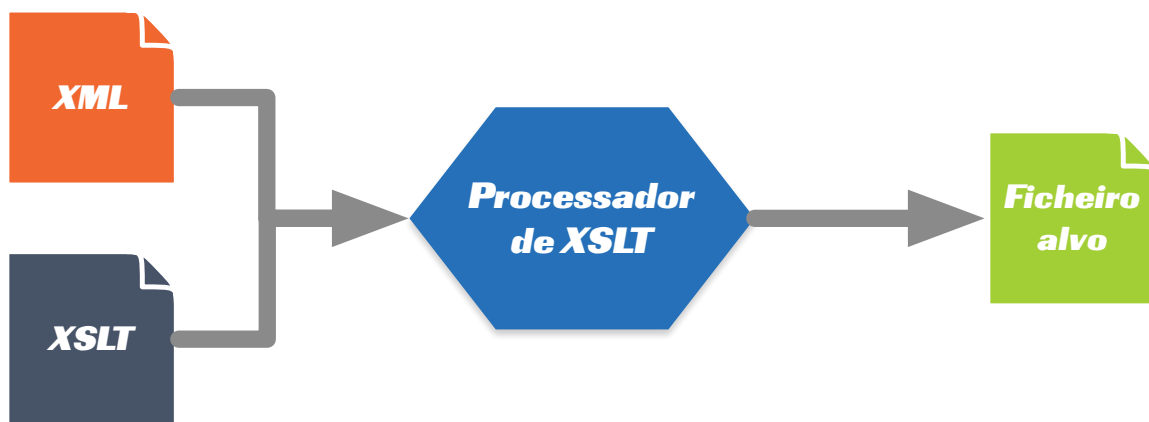 XML
XSLT
Processador
de XSLT
Ficheiro
alvo